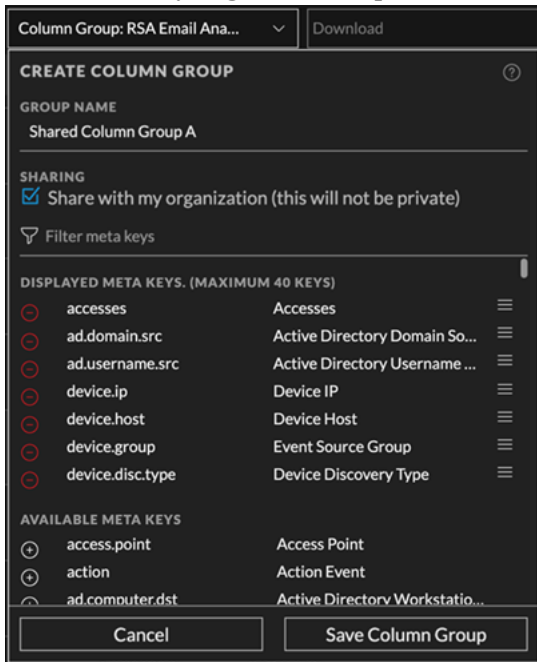 Column Group: RSA Email Ana... Download
CREATE COLUMN GROUP
GROUP NAME
Shared Column Group A
SHARING
Share with my organization (this will not be private)
Filter meta keys
DISPLAYED META KEYS. (MAXIMUM 40 KEYS)
accesses Accesses
ad.domain.src Active Directory Domain So...
ad.username.src Active Directory Username ...
device.ip Device IP
device.host Device Host
device.group Event Source Group
device.disc.type Device Discovery Type
AVAILABLE META KEYS
access.point Access Point
action Action Event
ad.computer.dst Active Directory Workstatio...
Cancel Save Column Group